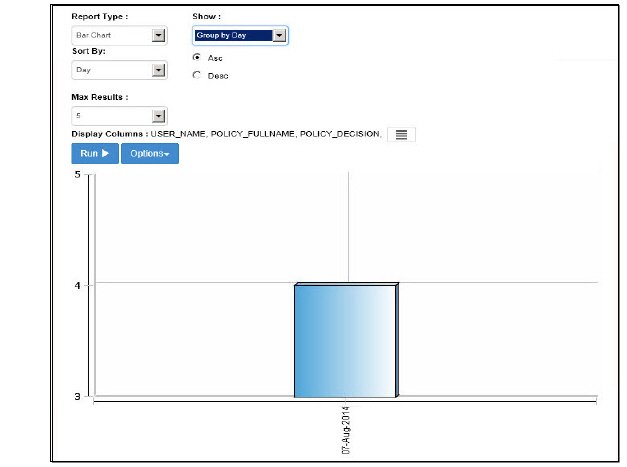 Report Type :
Show :
Bar Chart
Group by Day
Sort By:
Asc
Day
Desc
Max Results :
5
Display Columns : USER_NAME, POLICY_FULLNAME, POLICY_DECISION,
Run
Options
5
4
3
07-Aug-2014